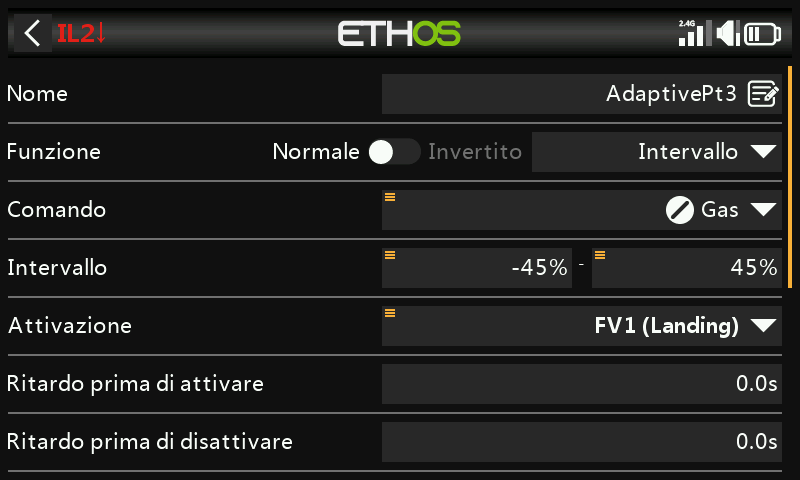 IL2↓ ETHOS 2.4G
Nome AdaptivePt3
Funzione Normale Invertito Intervallo
Comando Gas
Intervallo -45% - 45%
Attivazione FV1 (Landing)
Ritardo prima di attivare 0.0s
Ritardo prima di disattivare 0.0s